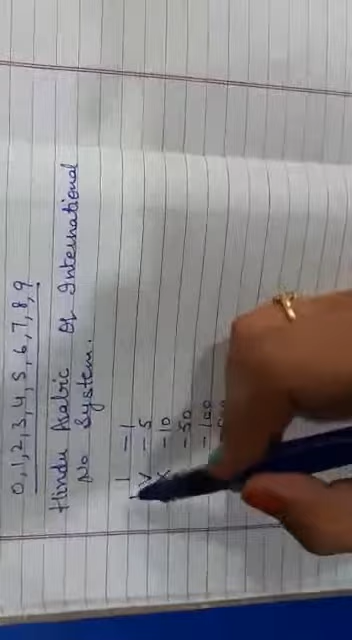 0,1,2,3,4,5,6,7,8,9
Hindu Arabic Or International
No System.
I - 1
V - 5
X - 10
- 50
- 100